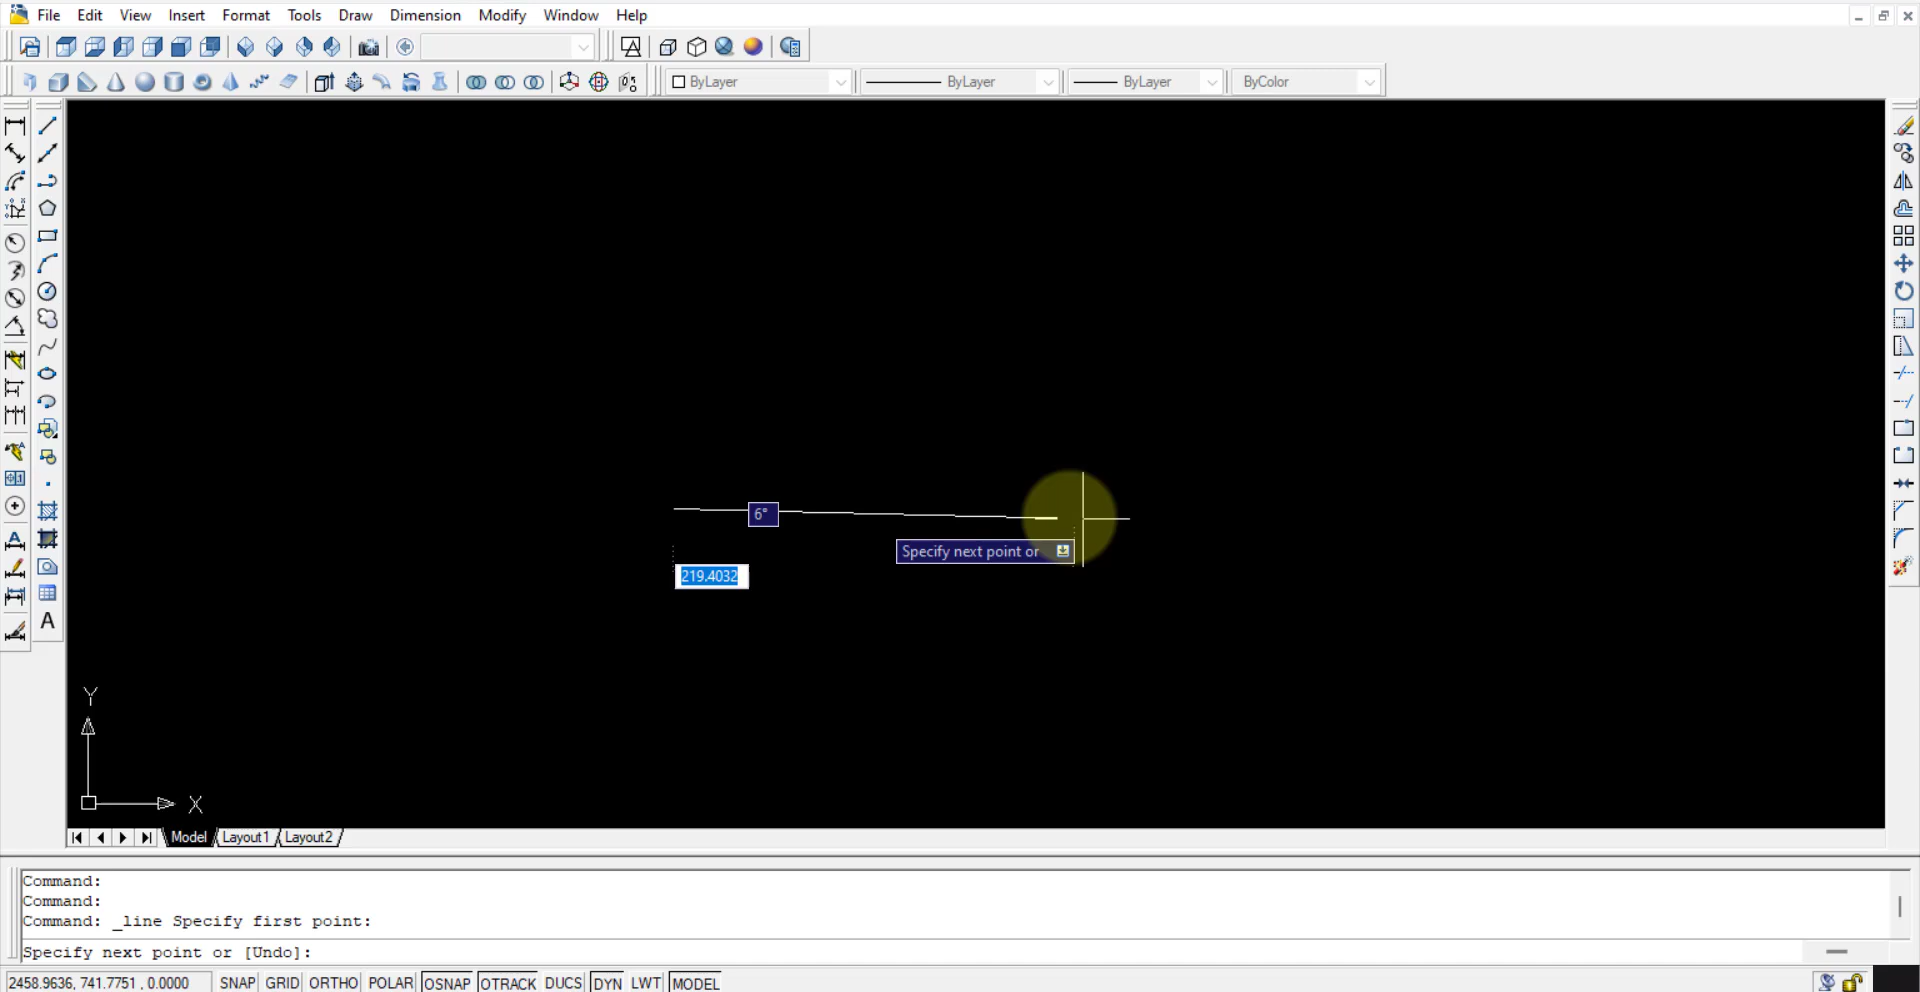 File Edit View Insert Format Tools Draw Dimension Modify Window Help
ByLayer ByLayer ByLayer ByColor
6°
Specify next point or
219.4032
Y
X
A
Model Layout1 Layout2
Command:
Command:
Command: _line Specify first point:
Specify next point or [Undo]:
2458.9636, 741.7751 , 0.0000 SNAP GRID ORTHO POLAR OSNAP OTRACK DUCS DYN LWT MODEL